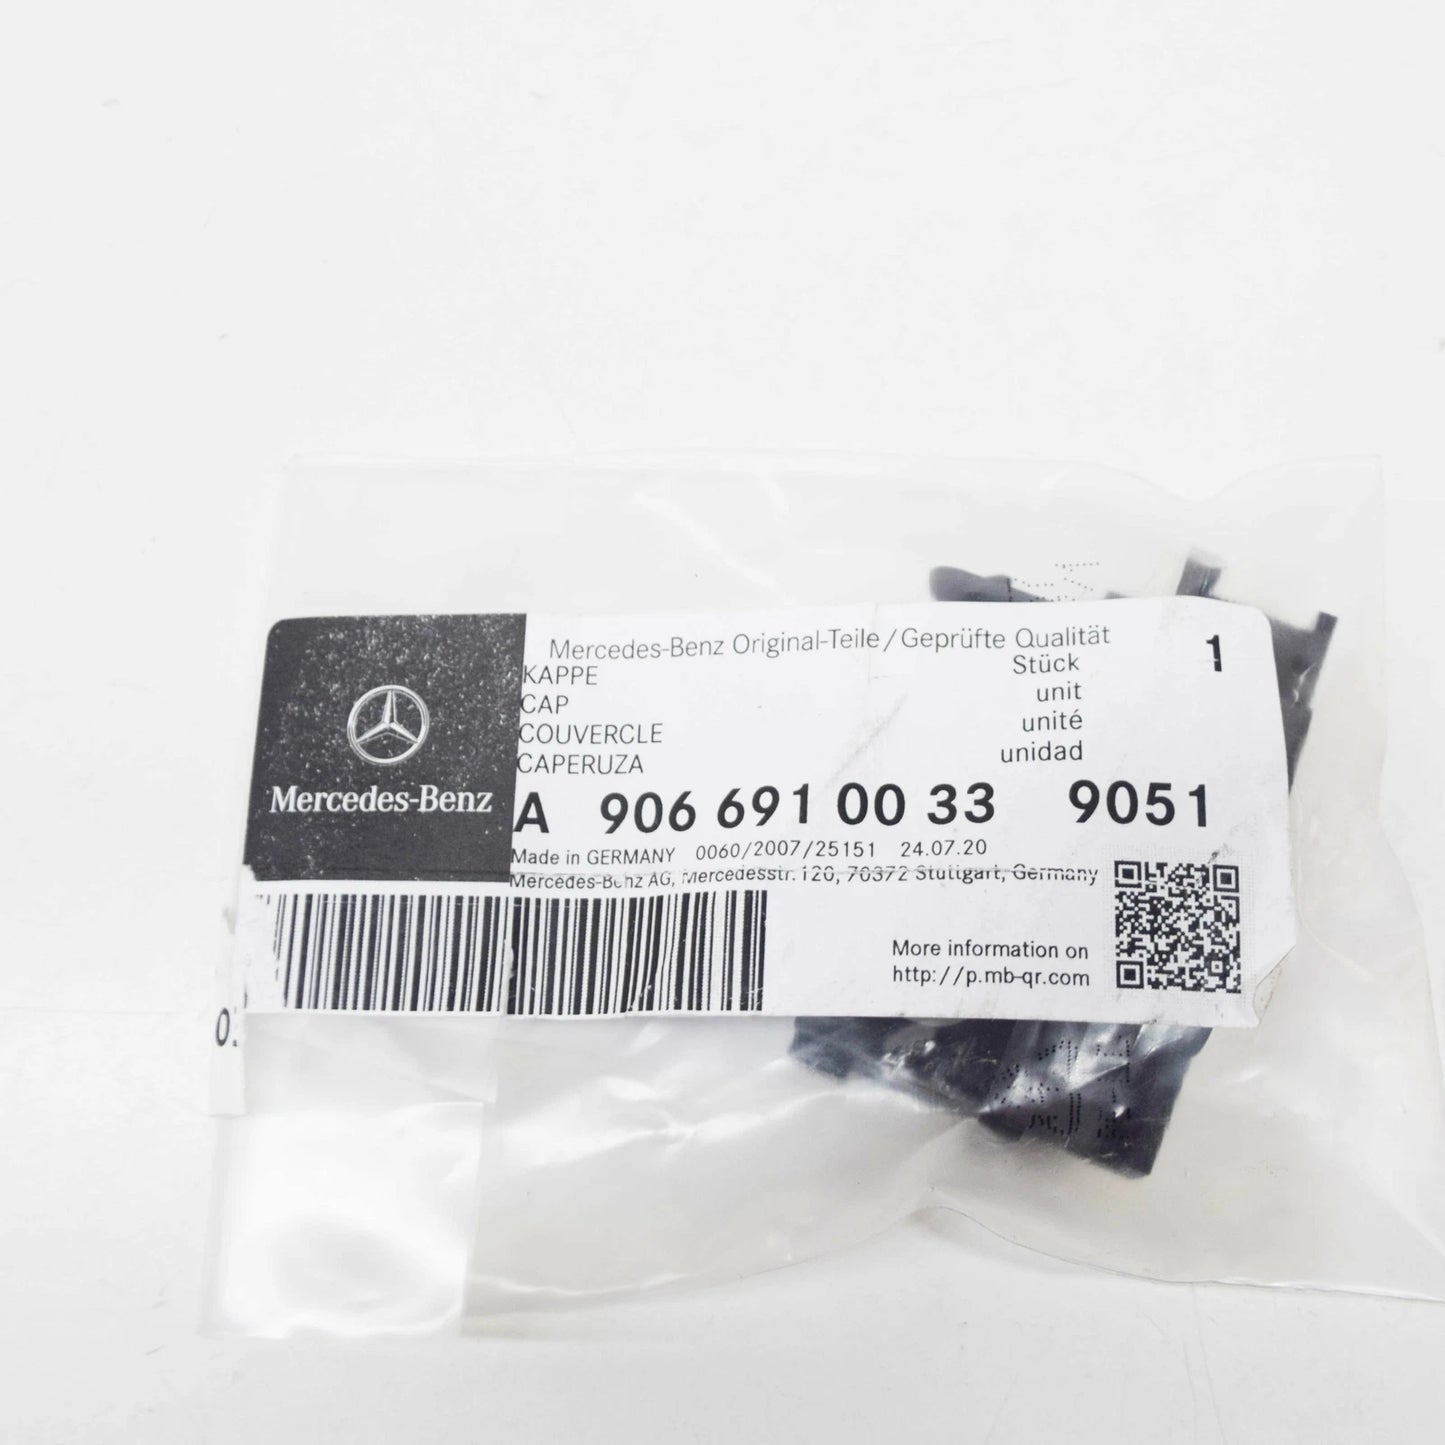 Mercedes-Benz Original-Teile/Geprüfte Qualität
KAPPE
CAP
COUVERCLE
CAPERUZA
Stück
unit
unité
unidad
1
Mercedes-Benz
A 906 691 00 33 9051
Made in GERMANY 0060/2007/25151 24.07.20
Mercedes-Benz AG, Mercedesstr. 120, 70372 Stuttgart, Germany
More information on
http://p.mb-qr.com